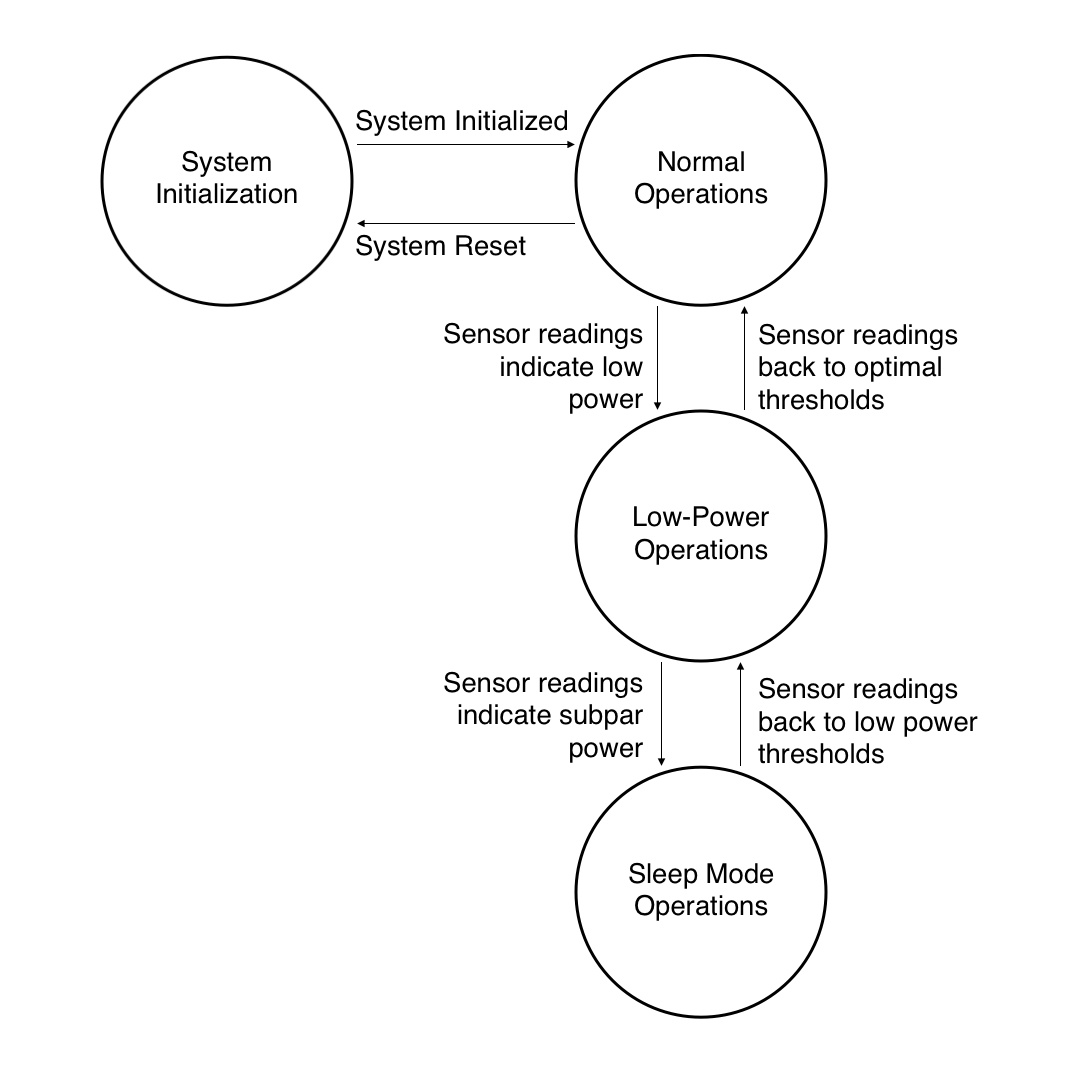 System Initialized
System
Initialization
Normal
Operations
System Reset
Sensor readings
indicate low
power
Sensor readings
back to optimal
thresholds
Low-Power
Operations
Sensor readings
indicate subpar
power
Sensor readings
back to low power
thresholds
Sleep Mode
Operations